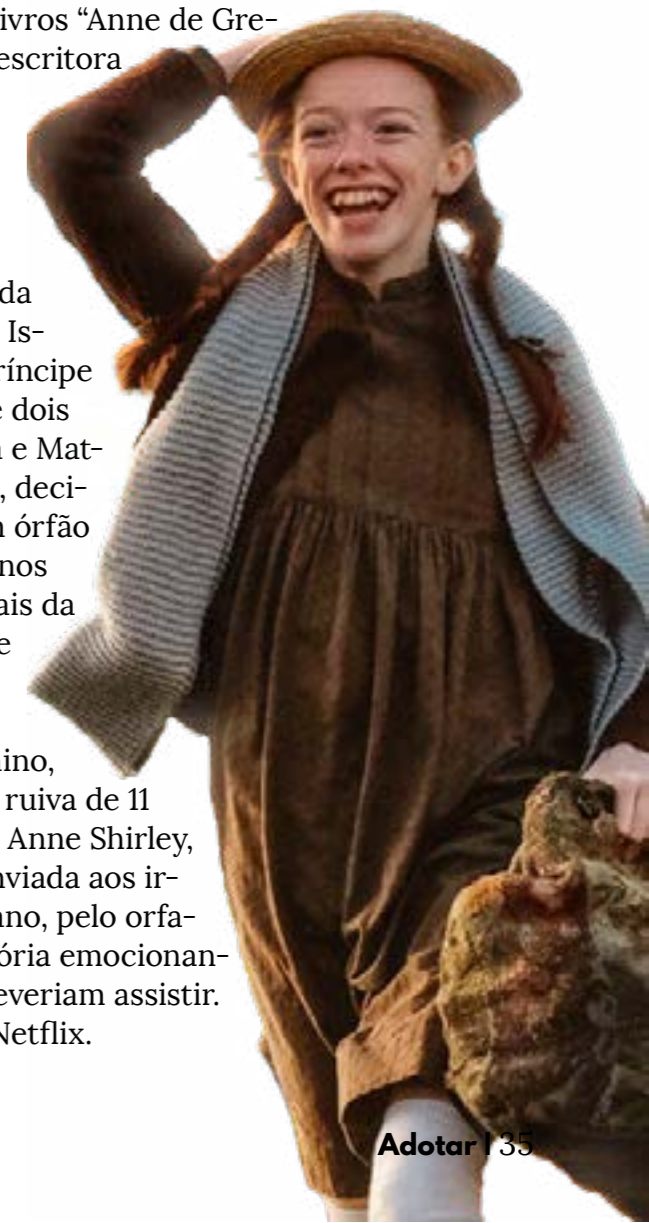 ivros “Anne de Gre-
escritora
da
Is-
ríncipe
e dois
e Mat-
, deci-
órfão
nos
ais da
e
ino,
ruiva de 11
Anne Shirley,
nviada aos ir-
ano, pelo orfa-
ória emocionan-
everiam assistir.
Netflix.
Adotar | 35